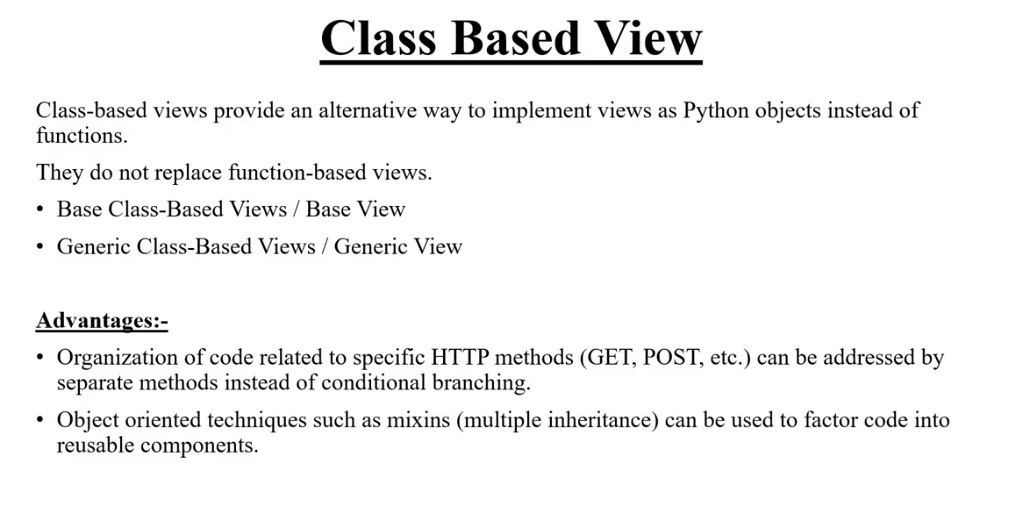 Class Based View
Class-based views provide an alternative way to implement views as Python objects instead of
functions.
They do not replace function-based views.
• Base Class-Based Views / Base View
• Generic Class-Based Views / Generic View
Advantages:-
• Organization of code related to specific HTTP methods (GET, POST, etc.) can be addressed by
separate methods instead of conditional branching.
• Object oriented techniques such as mixins (multiple inheritance) can be used to factor code into
reusable components.